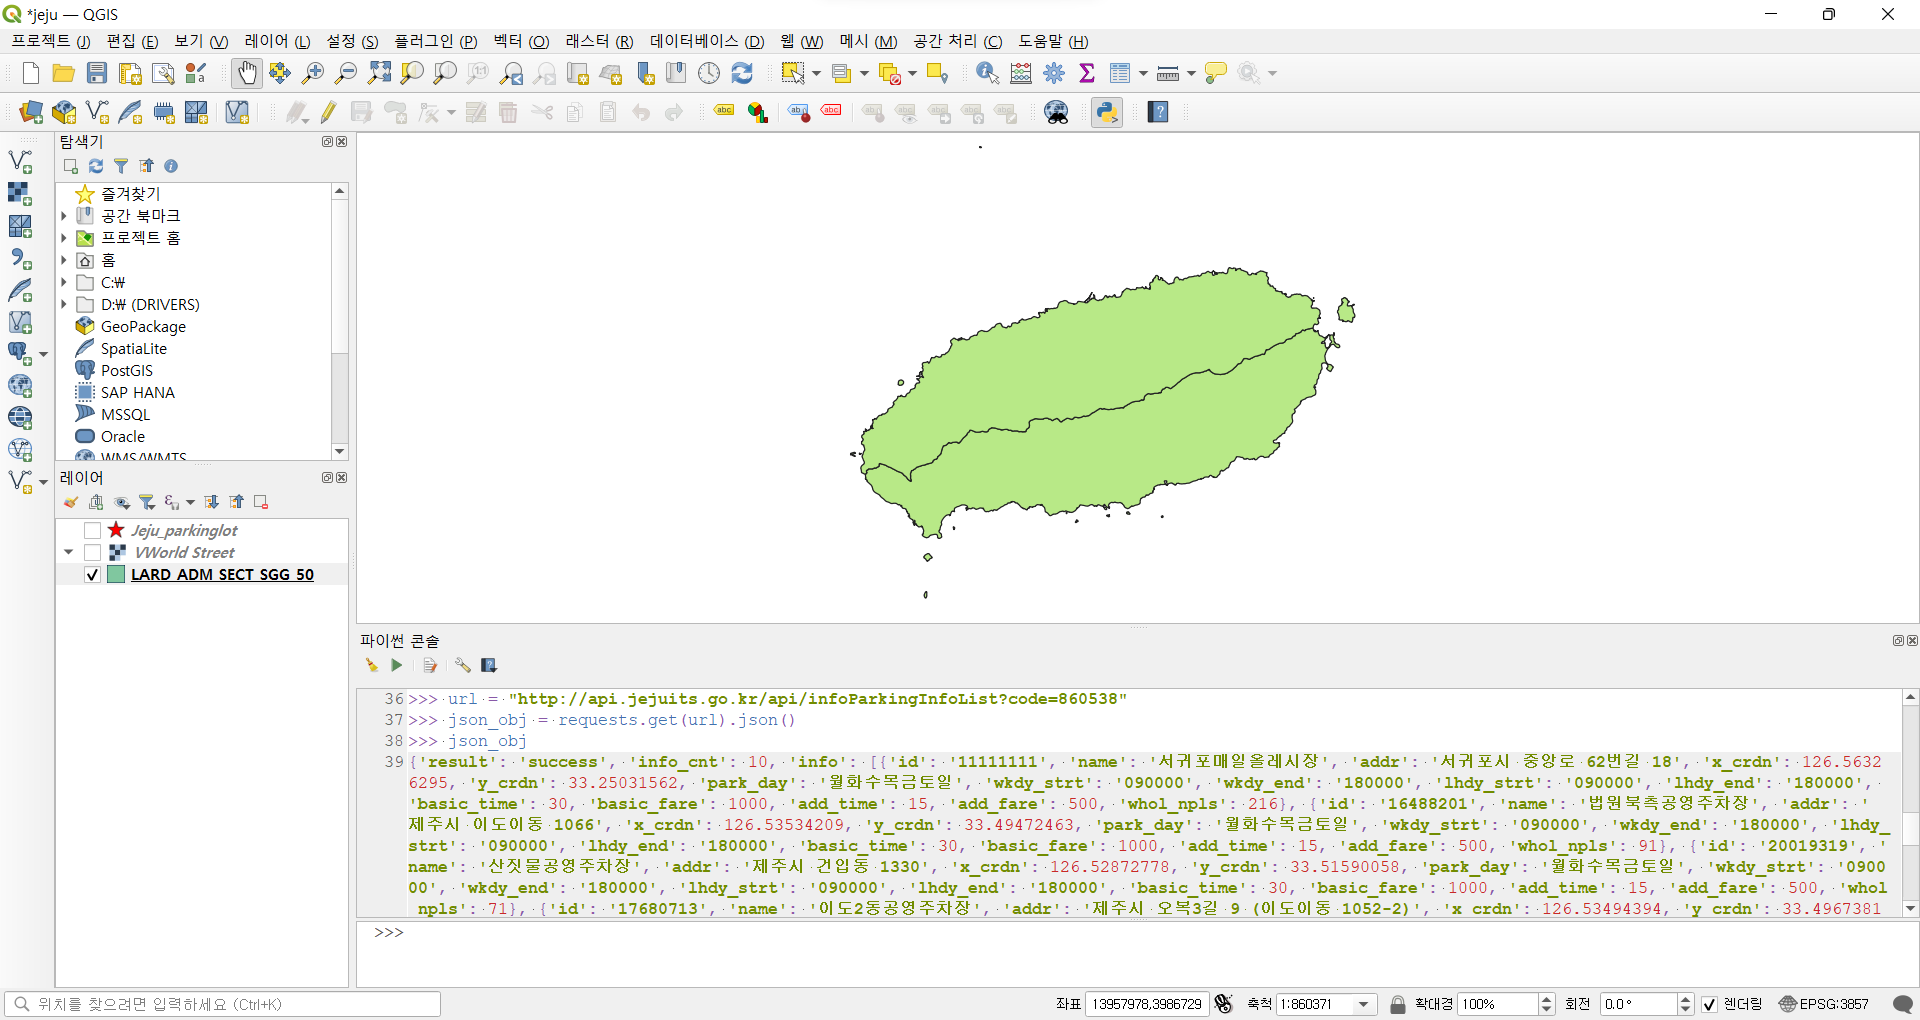 *jeju — QGIS
프로젝트 (J) 편집 (E) 보기 (V) 레이어 (L) 설정 (S) 플러그인 (P) 벡터 (O) 래스터 (R) 데이터베이스 (D) 웹 (W) 메시 (M) 공간 처리 (C) 도움말 (H)
탐색기
즐겨찾기
공간 북마크
프로젝트 홈
홈
C:₩
D:₩ (DRIVERS)
GeoPackage
SpatiaLite
PostGIS
SAP HANA
MSSQL
Oracle
WMS/WMTS
레이어
Jeju_parkinglot
VWorld Street
LARD_ADM_SECT_SGG_50
파이썬 콘솔
36 >>> url = "http://api.jejuits.go.kr/api/infoParkingInfoList?code=860538"
37 >>> json_obj = requests.get(url).json()
38 >>> json_obj
39 {'result': 'success', 'info_cnt': 10, 'info': [{'id': '11111111', 'name': '서귀포매일올레시장', 'addr': '서귀포시 중앙로 62번길 18', 'x_crdn': 126.5632
6295, 'y_crdn': 33.25031562, 'park_day': '월화수목금토일', 'wkdy_strt': '090000', 'wkdy_end': '180000', 'lhdy_strt': '090000', 'lhdy_end': '180000',
'basic_time': 30, 'basic_fare': 1000, 'add_time': 15, 'add_fare': 500, 'whol_npls': 216}, {'id': '16488201', 'name': '법원북측공영주차장', 'addr': '
제주시 이도이동 1066', 'x_crdn': 126.53534209, 'y_crdn': 33.49472463, 'park_day': '월화수목금토일', 'wkdy_strt': '090000', 'wkdy_end': '180000', 'lhdy_
strt': '090000', 'lhdy_end': '180000', 'basic_time': 30, 'basic_fare': 1000, 'add_time': 15, 'add_fare': 500, 'whol_npls': 91}, {'id': '20019319', '
name': '산짓물공영주차장', 'addr': '제주시 건입동 1330', 'x_crdn': 126.52872778, 'y_crdn': 33.51590058, 'park_day': '월화수목금토일', 'wkdy_strt': '0900
00', 'wkdy_end': '180000', 'lhdy_strt': '090000', 'lhdy_end': '180000', 'basic_time': 30, 'basic_fare': 1000, 'add_time': 15, 'add_fare': 500, 'whol
_npls': 71}, {'id': '17680713', 'name': '이도2동공영주차장', 'addr': '제주시 오복3길 9 (이도이동 1052-2)', 'x_crdn': 126.53494394, 'y_crdn': 33.4967381
>>>
위치를 찾으려면 입력하세요 (Ctrl+K) 좌표 13957978,3986729 축척 1:860371 확대경 100% 회전 0.0 ° 렌더링 EPSG:3857